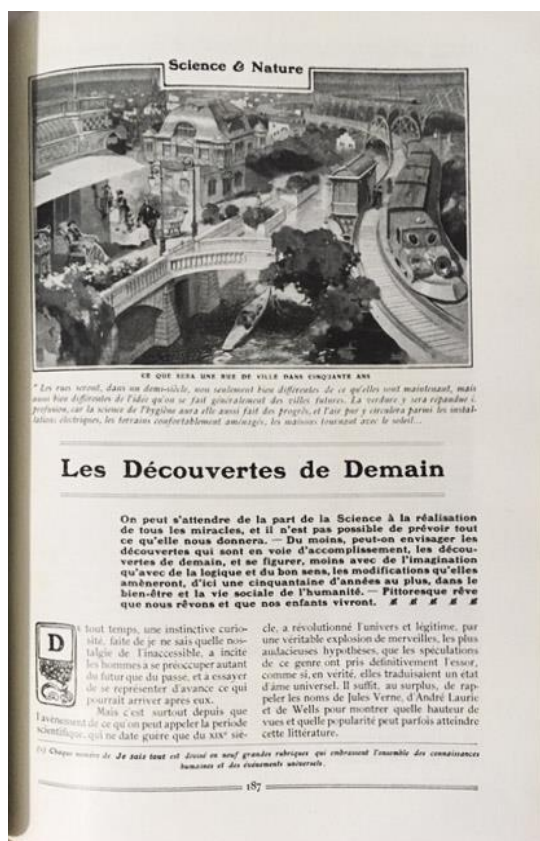 Science & Nature
CE QUE SERA UNE RUE DE VILLE DANS CINQUANTE ANS
" Les rues seront, dans un demi-siècle, non seulement bien différentes de ce qu'elles sont maintenant, mais
aussi bien différentes de l'idée qu'on se fait généralement des villes futures. La verdure y sera répandue à
profusion, car la science de l'hygiène aura elle aussi fait des progrès, et l'air pur y circulera parmi les instal-
lations électriques, les terrains confortablement aménagés, les maisons tournant avec le soleil...
Les Découvertes de Demain
On peut s'attendre de la part de la Science à la réalisation
de tous les miracles, et il n'est pas possible de prévoir tout
ce qu'elle nous donnera. — Du moins, peut-on envisager les
découvertes qui sont en voie d'accomplissement, les décou-
vertes de demain, et se figurer, moins avec de l'imagination
qu'avec de la logique et du bon sens, les modifications qu'elles
amèneront, d'ici une cinquantaine d'années au plus, dans le
bien-être et la vie sociale de l'humanité. — Pittoresque rêve
que nous rêvons et que nos enfants vivront.
DE tout temps, une instinctive curio-
sité, faite de je ne sais quelle nos-
talgie de l'inaccessible, a incité
les hommes à se préoccuper autant
du futur que du passé, et à essayer
de se représenter d'avance ce qui
pourrait arriver après eux.
Mais c'est surtout depuis que
l'avènement de ce qu'on peut appeler la période
scientifique, qui ne date guère que du XIXe siè-
cle, a révolutionné l'univers et légitimé, par
une véritable explosion de merveilles, les plus
audacieuses hypothèses, que les spéculations
de ce genre ont pris définitivement l'essor,
comme si, en vérité, elles traduisaient un état
d'âme universel. Il suffit, au surplus, de rap-
peler les noms de Jules Verne, d'André Laurie
et de Wells pour montrer quelle hauteur de
vues et quelle popularité peut parfois atteindre
cette littérature.
(1) Chaque numéro de Je sais tout est divisé en neuf grandes rubriques qui embrassent l'ensemble des connaissances
humaines et des événements universels.
187